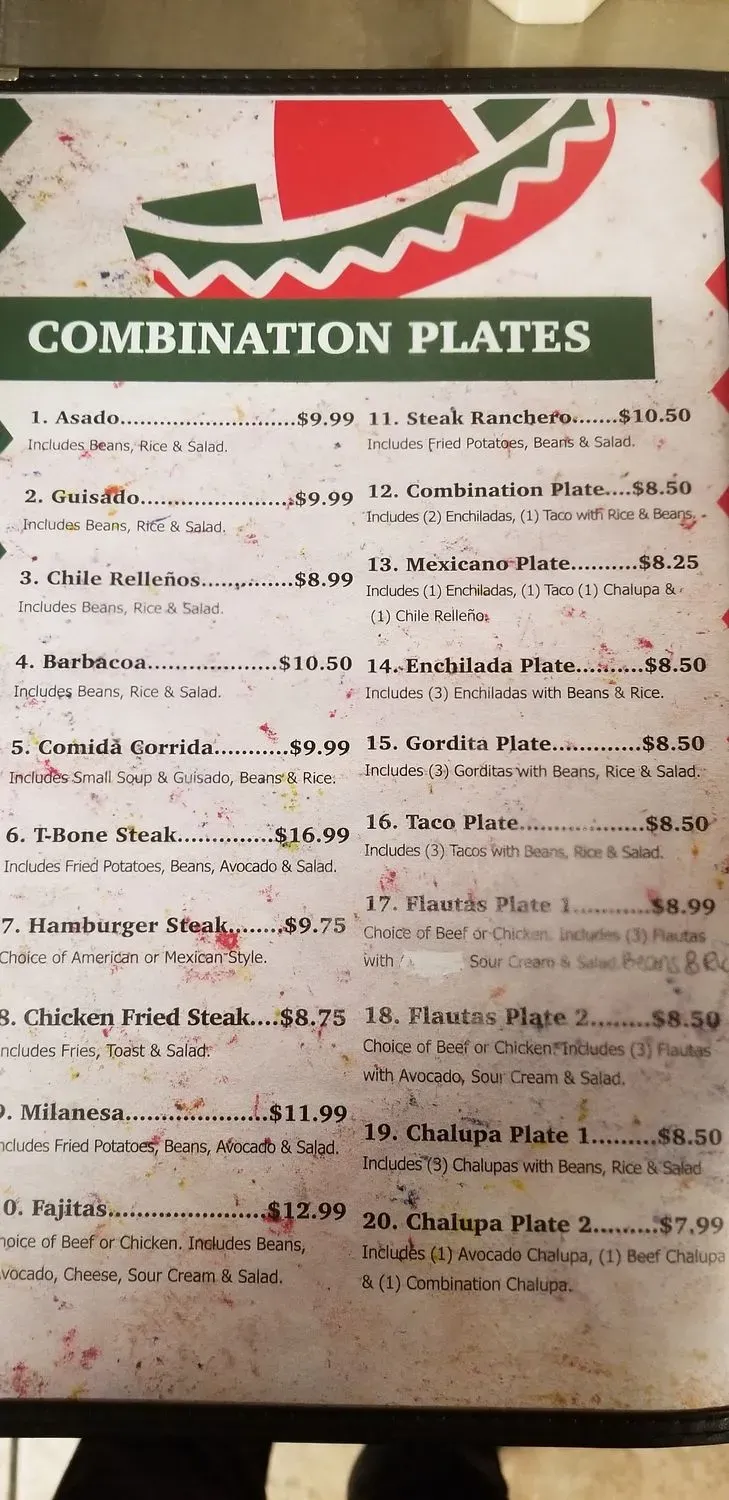 COMBINATION PLATES
1. Asado............................$9.99
Includes Beans, Rice & Salad.
2. Guisado.........................$9.99
Includes Beans, Rice & Salad.
3. Chile Relleños...............$8.99
Includes Beans, Rice & Salad.
4. Barbacoa...................$10.50
Includes Beans, Rice & Salad.
5. Comida Corrida...........$9.99
Includes Small Soup & Guisado, Beans & Rice.
6. T-Bone Steak..............$16.99
Includes Fried Potatoes, Beans, Avocado & Salad.
7. Hamburger Steak........$9.75
Choice of American or Mexican Style.
8. Chicken Fried Steak....$8.75
ncludes Fries, Toast & Salad.
9. Milanesa.....................$11.99
ncludes Fried Potatoes, Beans, Avocado & Salad.
0. Fajitas.......................$12.99
hoice of Beef or Chicken. Includes Beans,
vocado, Cheese, Sour Cream & Salad.
11. Steak Ranchero.......$10.50
Includes Fried Potatoes, Beans & Salad.
12. Combination Plate....$8.50
Includes (2) Enchiladas, (1) Taco with Rice & Beans.
13. Mexicano Plate..........$8.25
Includes (1) Enchiladas, (1) Taco (1) Chalupa &
(1) Chile Relleño.
14. Enchilada Plate..........$8.50
Includes (3) Enchiladas with Beans & Rice.
15. Gordita Plate.............$8.50
Includes (3) Gorditas with Beans, Rice & Salad.
16. Taco Plate..................$8.50
Includes (3) Tacos with Beans, Rice & Salad.
17. Flautas Plate 1...........$8.99
Choice of Beef or Chicken. Includes (3) Flautas
with Sour Cream & Salad Beans &
18. Flautas Plate 2.........$8.50
Choice of Beef or Chicken. Includes (3) Flautas
with Avocado, Sour Cream & Salad.
19. Chalupa Plate 1.........$8.50
Includes (3) Chalupas with Beans, Rice & Salad
20. Chalupa Plate 2.........$7.99
Includes (1) Avocado Chalupa, (1) Beef Chalupa
& (1) Combination Chalupa.